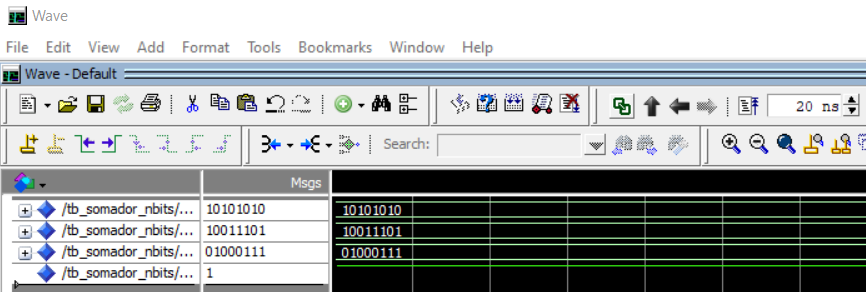 Wave
File Edit View Add Format Tools Bookmarks Window Help
Wave - Default
20 ns
Search:
Msgs
/tb_somador_nbits/... 10101010 10101010
/tb_somador_nbits/... 10011101 10011101
/tb_somador_nbits/... 01000111 01000111
/tb_somador_nbits/... 1